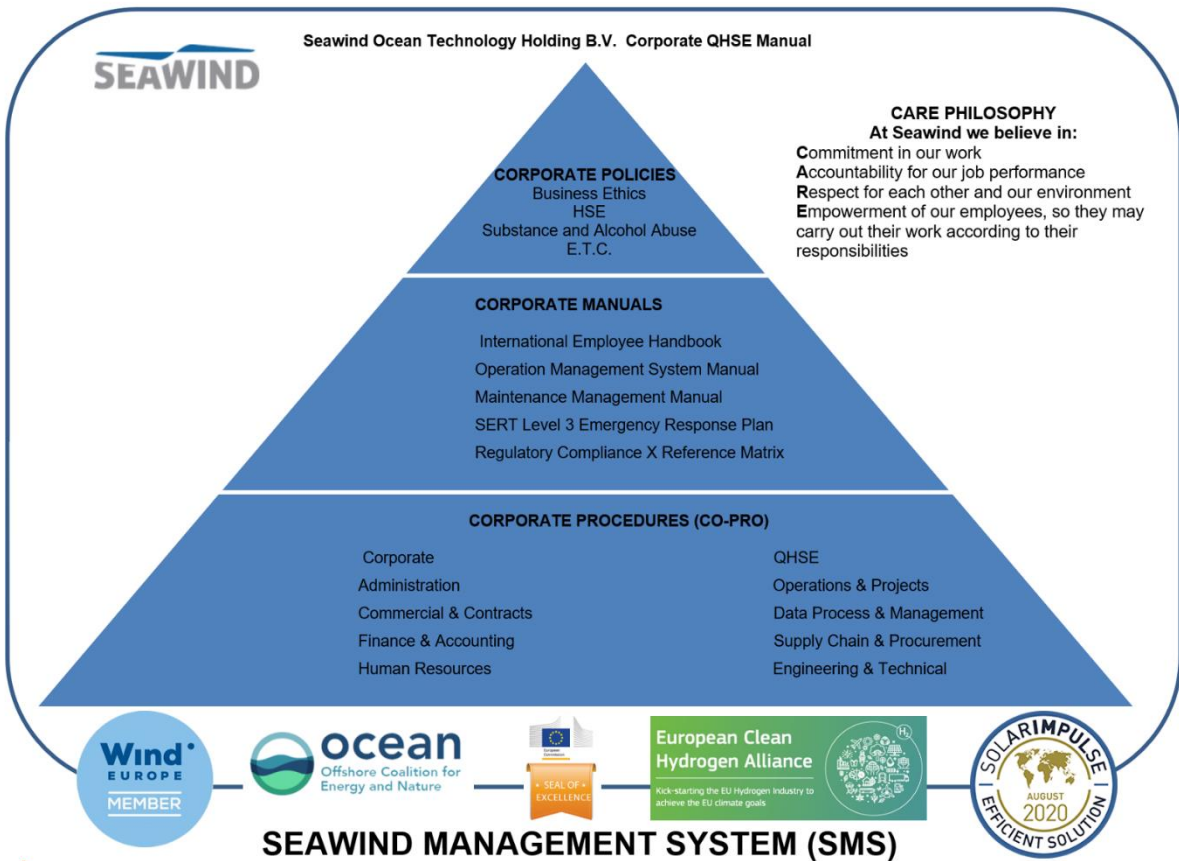 Seawind Ocean Technology Holding B.V. Corporate QHSE Manual
SEAWIND
CARE PHILOSOPHY
At Seawind we believe in:
Commitment in our work
Accountability for our job performance
Respect for each other and our environment
Empowerment of our employees, so they may
carry out their work according to their
responsibilities
CORPORATE POLICIES
Business Ethics
HSE
Substance and Alcohol Abuse
E.T.C.
CORPORATE MANUALS
International Employee Handbook
Operation Management System Manual
Maintenance Management Manual
SERT Level 3 Emergency Response Plan
Regulatory Compliance X Reference Matrix
CORPORATE PROCEDURES (CO-PRO)
Corporate
Administration
Commercial & Contracts
Finance & Accounting
Human Resources
QHSE
Operations & Projects
Data Process & Management
Supply Chain & Procurement
Engineering & Technical
Wind
EUROPE
MEMBER
ocean
Offshore Coalition for
Energy and Nature
European
Commission
SEAL OF
EXCELLENCE
European Clean
Hydrogen Alliance
Kick-starting the EU Hydrogen Industry to
achieve the EU climate goals
H2
SOLARIMPULSE
AUGUST
2020
EFFICIENT SOLUTION
SEAWIND MANAGEMENT SYSTEM (SMS)